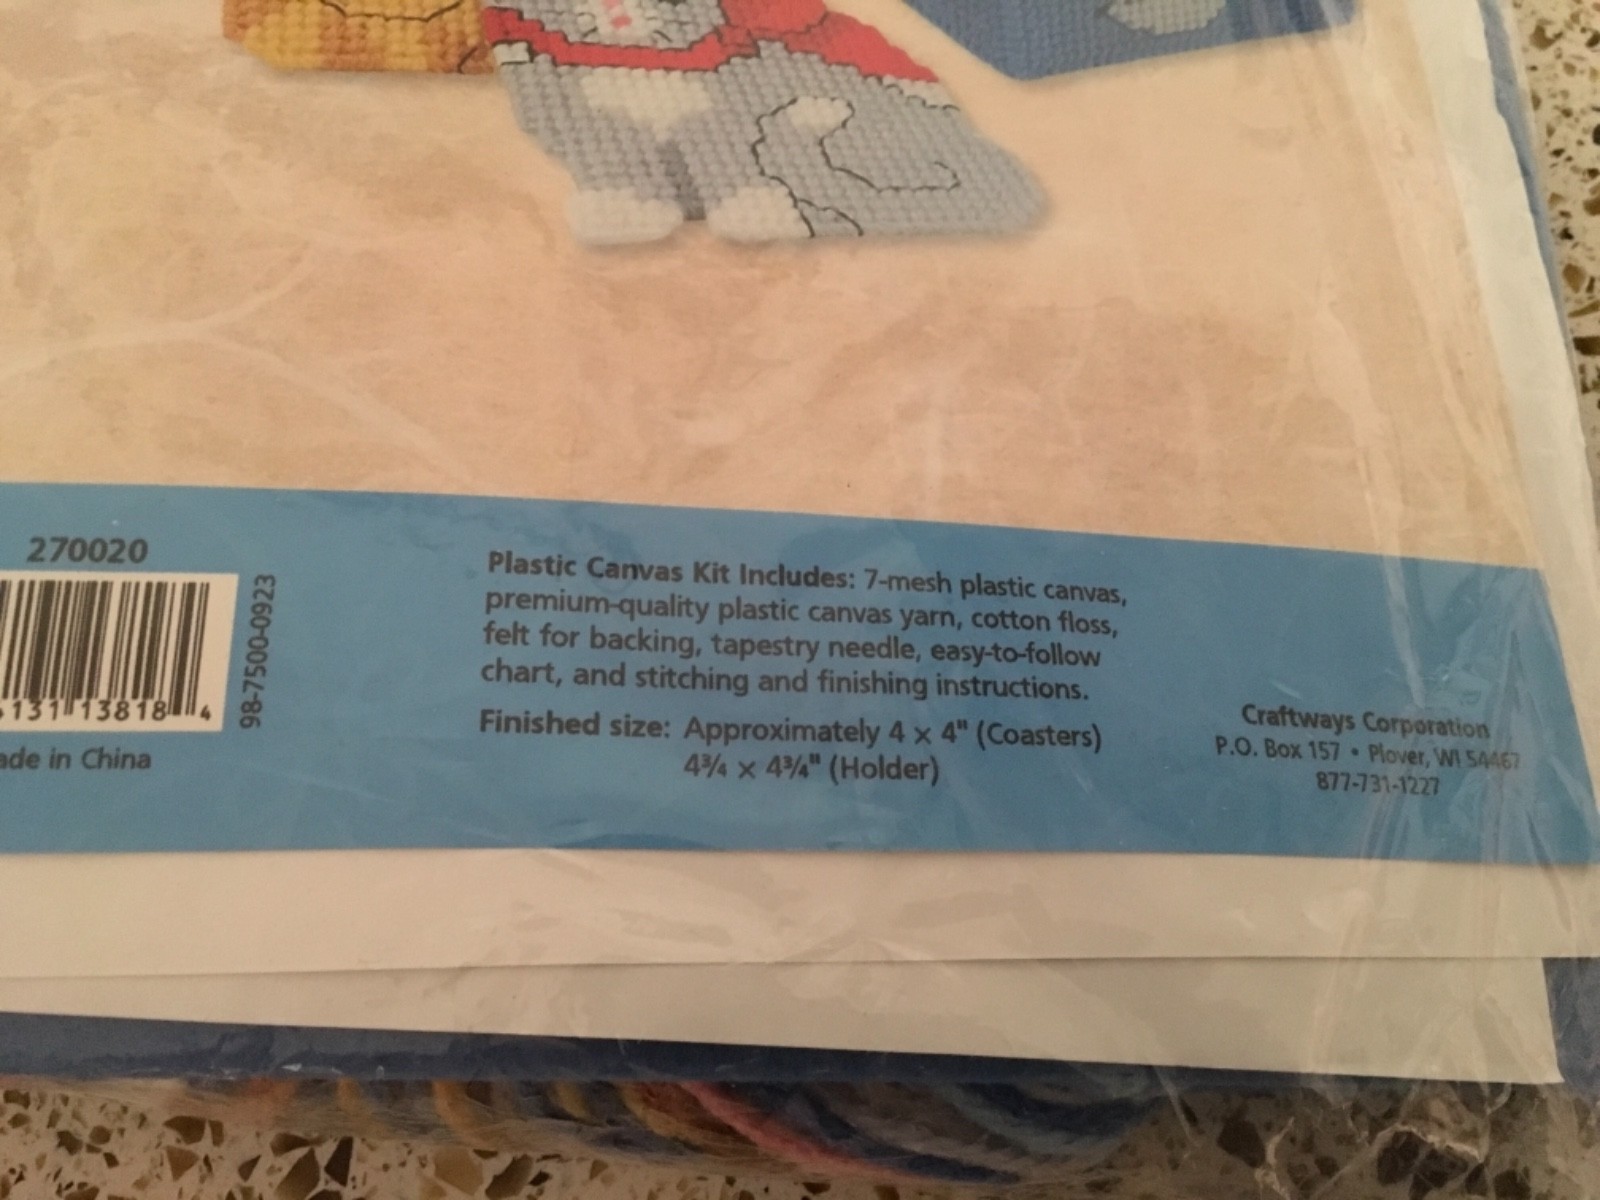 270020
98-7500-0923
131 13818 4
ade in China
Plastic Canvas Kit Includes: 7-mesh plastic canvas,
premium-quality plastic canvas yarn, cotton floss,
felt for backing, tapestry needle, easy-to-follow
chart, and stitching and finishing instructions.
Finished size: Approximately 4 x 4" (Coasters)
4¾ x 4¾" (Holder)
Craftways Corporation
P.O. Box 157 • Plover, WI 54467
877-731-1227